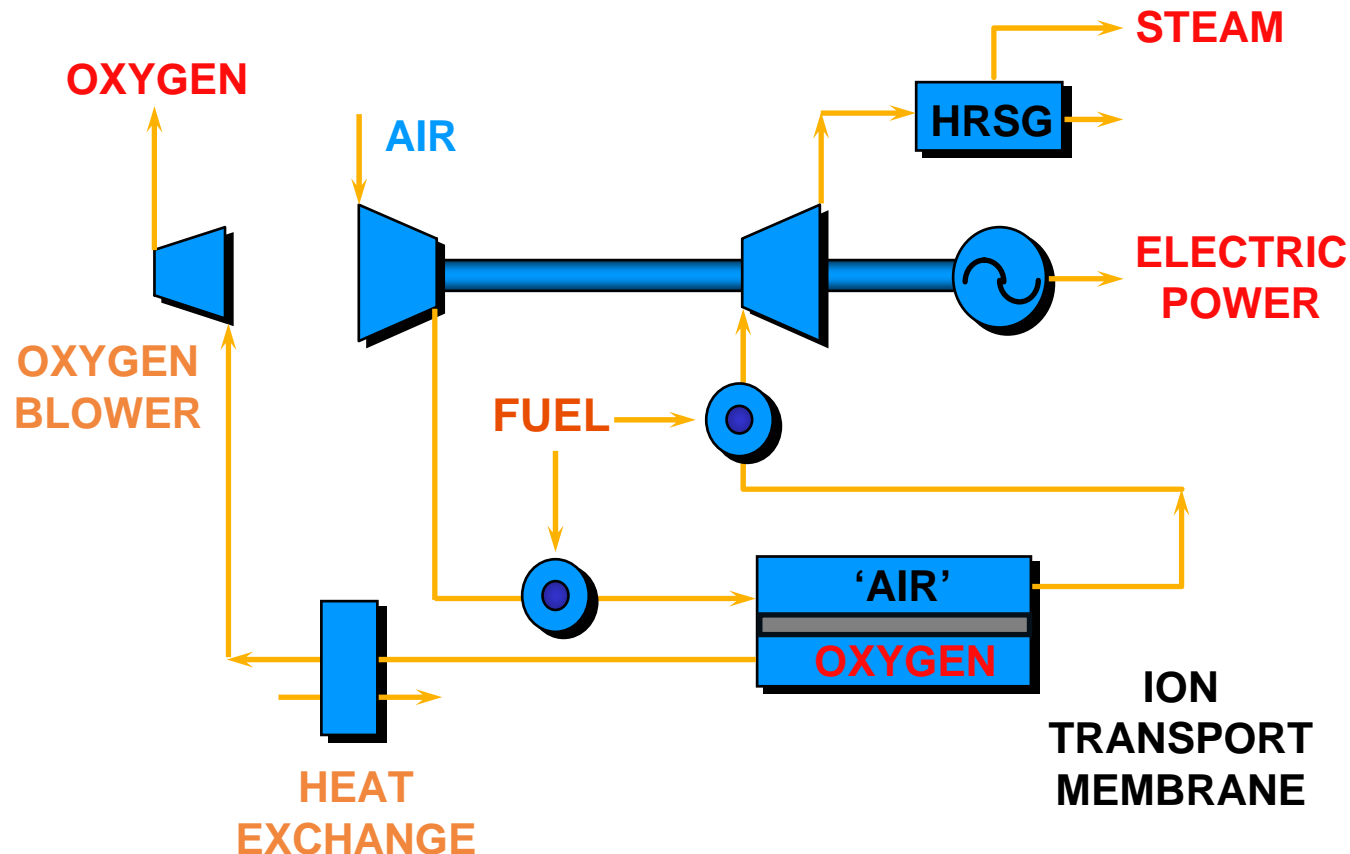 STEAM
OXYGEN
HRSG
AIR
ELECTRIC
POWER
OXYGEN
BLOWER
FUEL
‘AIR’
OXYGEN
ION
TRANSPORT
MEMBRANE
HEAT
EXCHANGE